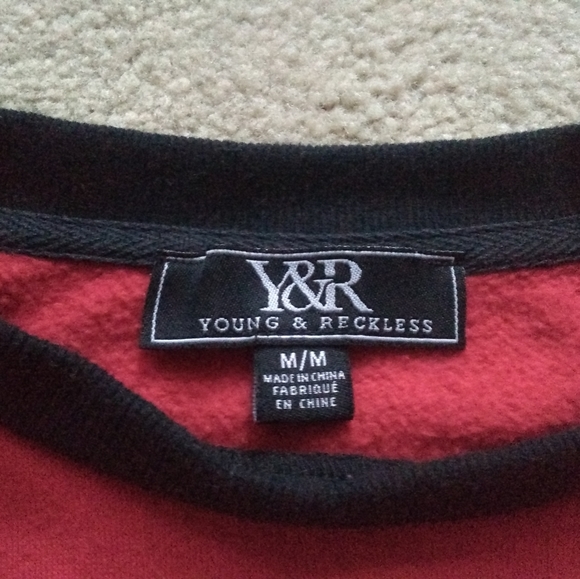 Y&R
YOUNG & RECKLESS
M/M
MADE IN CHINA
FABRIQUÉ
EN CHINE